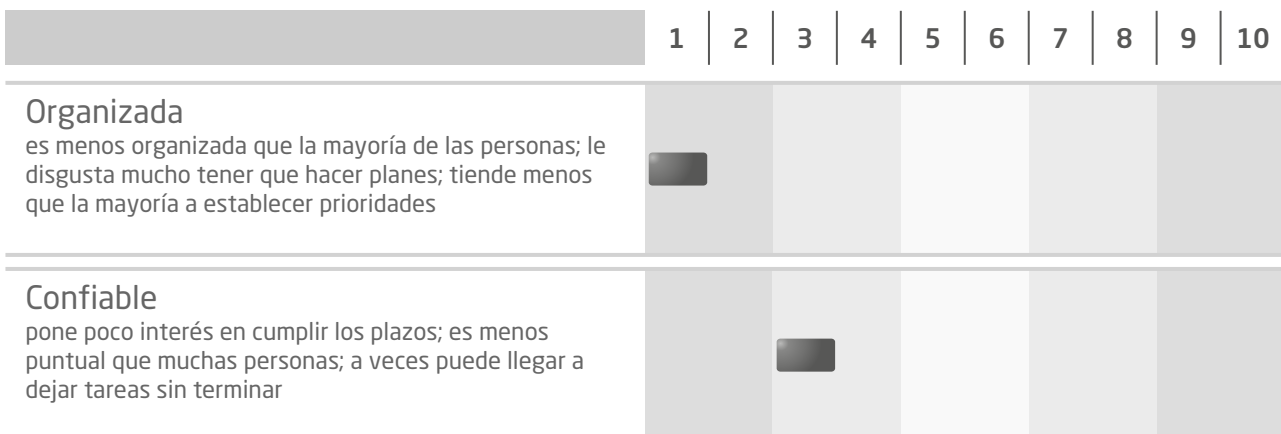 1 2 3 4 5 6 7 8 9 10
Organizada
es menos organizada que la mayoría de las personas; le
disgusta mucho tener que hacer planes; tiende menos
que la mayoría a establecer prioridades
Confiable
pone poco interés en cumplir los plazos; es menos
puntual que muchas personas; a veces puede llegar a
dejar tareas sin terminar